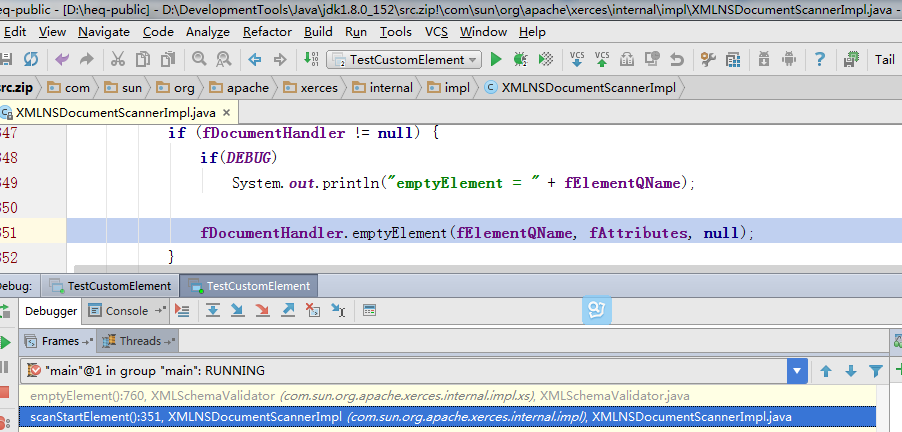 eq-public - [D:\heq-public] - D:\DevelopmentTools\Java\jdk1.8.0_152\src.zip!\com\sun\org\apache\xerces\internal\impl\XMLNSDocumentScannerImpl.java -
Edit View Navigate Code Analyze Refactor Build Run Tools VCS Window Help
TestCustomElement VCS VCS Tail
src.zip com sun org apache xerces internal impl XMLNSDocumentScannerImpl
XMLNSDocumentScannerImpl.java ×
347 if (fDocumentHandler != null) {
348 if(DEBUG)
349 System.out.println("emptyElement = " + fElementQName);
350
351 fDocumentHandler.emptyElement(fElementQName, fAttributes, null);
352 }
Debug: TestCustomElement TestCustomElement
Debugger Console
Frames Threads
"main"@1 in group "main": RUNNING
emptyElement():760, XMLSchemaValidator (com.sun.org.apache.xerces.internal.impl.xs), XMLSchemaValidator.java
scanStartElement():351, XMLNSDocumentScannerImpl (com.sun.org.apache.xerces.internal.impl), XMLNSDocumentScannerImpl.java